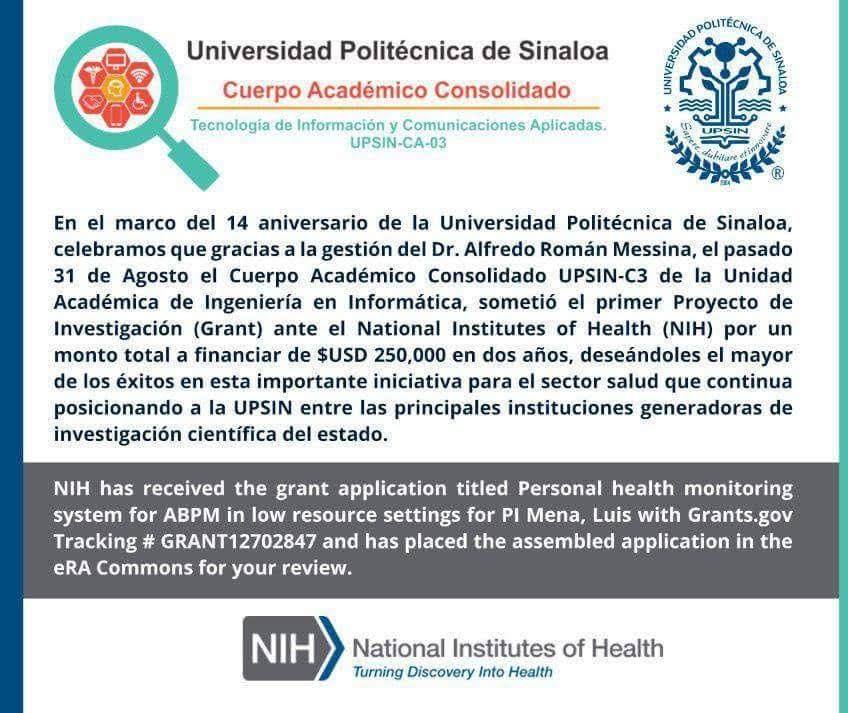 Universidad Politécnica de Sinaloa
Cuerpo Académico Consolidado
Tecnología de Información y Comunicaciones Aplicadas.
UPSIN-CA-03
UNIVERSIDAD POLITÉCNICA DE SINALOA
UPSIN
Sapere, dubitare et innovare
®
En el marco del 14 aniversario de la Universidad Politécnica de Sinaloa,
celebramos que gracias a la gestión del Dr. Alfredo Román Messina, el pasado
31 de Agosto el Cuerpo Académico Consolidado UPSIN-C3 de la Unidad
Académica de Ingeniería en Informática, sometió el primer Proyecto de
Investigación (Grant) ante el National Institutes of Health (NIH) por un
monto total a financiar de $USD 250,000 en dos años, deseándoles el mayor
de los éxitos en esta importante iniciativa para el sector salud que continua
posicionando a la UPSIN entre las principales instituciones generadoras de
investigación científica del estado.
NIH has received the grant application titled Personal health monitoring
system for ABPM in low resource settings for PI Mena, Luis with Grants.gov
Tracking # GRANT12702847 and has placed the assembled application in the
eRA Commons for your review.
NIH National Institutes of Health
Turning Discovery Into Health